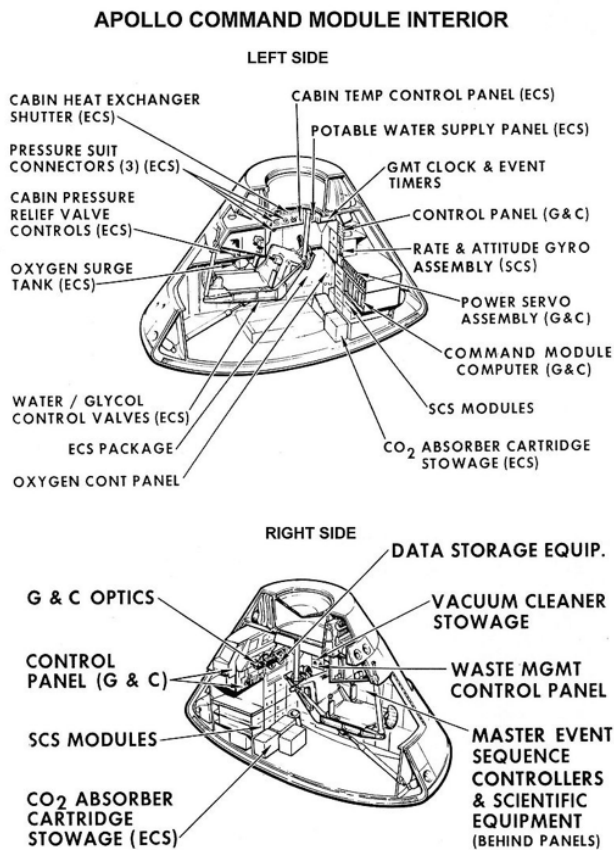 APOLLO COMMAND MODULE INTERIOR
LEFT SIDE
CABIN HEAT EXCHANGER
SHUTTER (ECS)
PRESSURE SUIT
CONNECTORS (3) (ECS)
CABIN PRESSURE
RELIEF VALVE
CONTROLS (ECS)
OXYGEN SURGE
TANK (ECS)
WATER / GLYCOL
CONTROL VALVES (ECS)
ECS PACKAGE
OXYGEN CONT PANEL
CABIN TEMP CONTROL PANEL (ECS)
POTABLE WATER SUPPLY PANEL (ECS)
GMT CLOCK & EVENT
TIMERS
CONTROL PANEL (G&C)
RATE & ATTITUDE GYRO
ASSEMBLY (SCS)
POWER SERVO
ASSEMBLY (G&C)
COMMAND MODULE
COMPUTER (G&C)
SCS MODULES
CO2 ABSORBER CARTRIDGE
STOWAGE (ECS)
RIGHT SIDE
G & C OPTICS
CONTROL
PANEL (G & C)
SCS MODULES
CO2 ABSORBER
CARTRIDGE
STOWAGE (ECS)
DATA STORAGE EQUIP.
VACUUM CLEANER
STOWAGE
WASTE MGMT
CONTROL PANEL
MASTER EVENT
SEQUENCE
CONTROLLERS
& SCIENTIFIC
EQUIPMENT
(BEHIND PANELS)